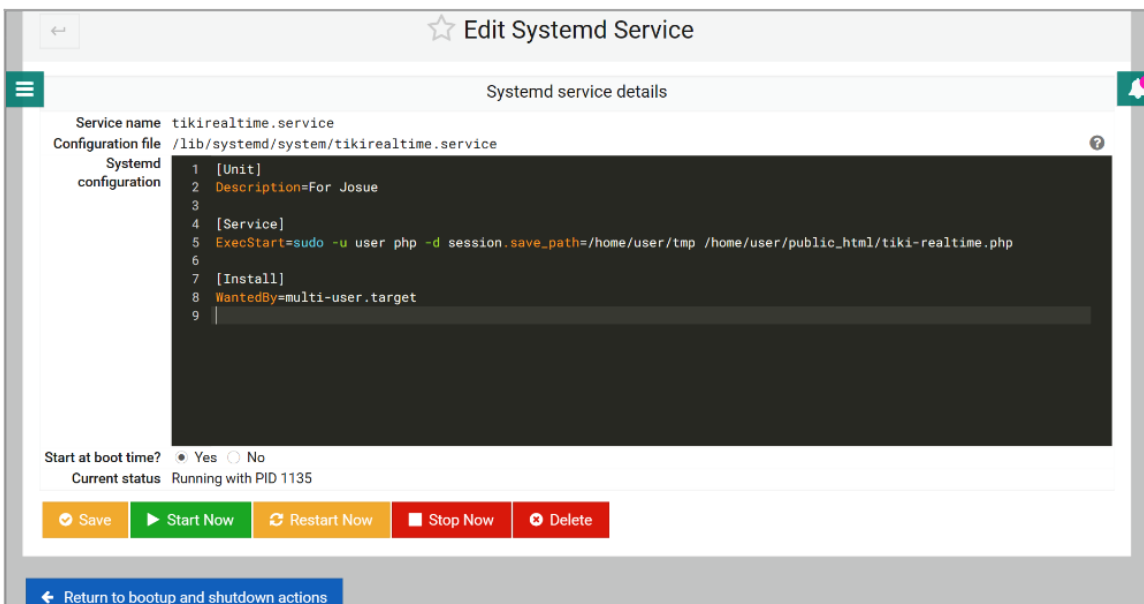 Edit Systemd Service
Systemd service details
Service name tikirealtime.service
Configuration file /lib/systemd/system/tikirealtime.service
Systemd configuration
1 [Unit]
2 Description=For Josue
3
4 [Service]
5 ExecStart=sudo -u user php -d session.save_path=/home/user/tmp /home/user/public_html/tiki-realtime.php
6
7 [Install]
8 WantedBy=multi-user.target
9
Start at boot time? Yes No
Current status Running with PID 1135
Save Start Now Restart Now Stop Now Delete
Return to bootup and shutdown actions